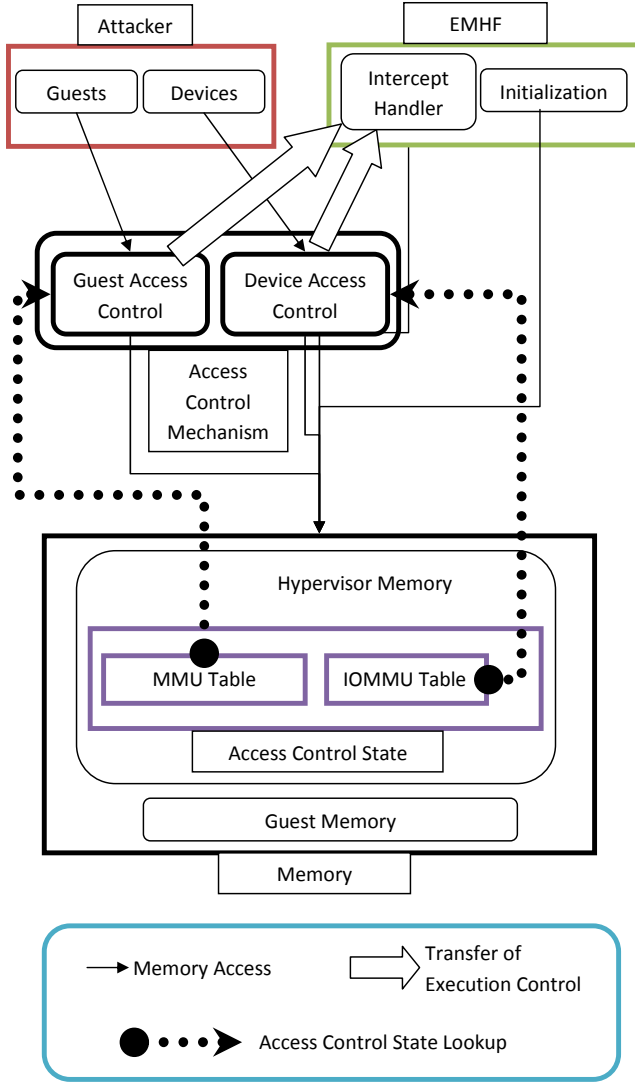 Attacker
EMHF
Guests
Devices
Intercept
Handler
Initialization
Guest Access
Control
Device Access
Control
Access
Control
Mechanism
Hypervisor Memory
MMU Table
IOMMU Table
Access Control State
Guest Memory
Memory
Memory Access
Transfer of
Execution Control
Access Control State Lookup